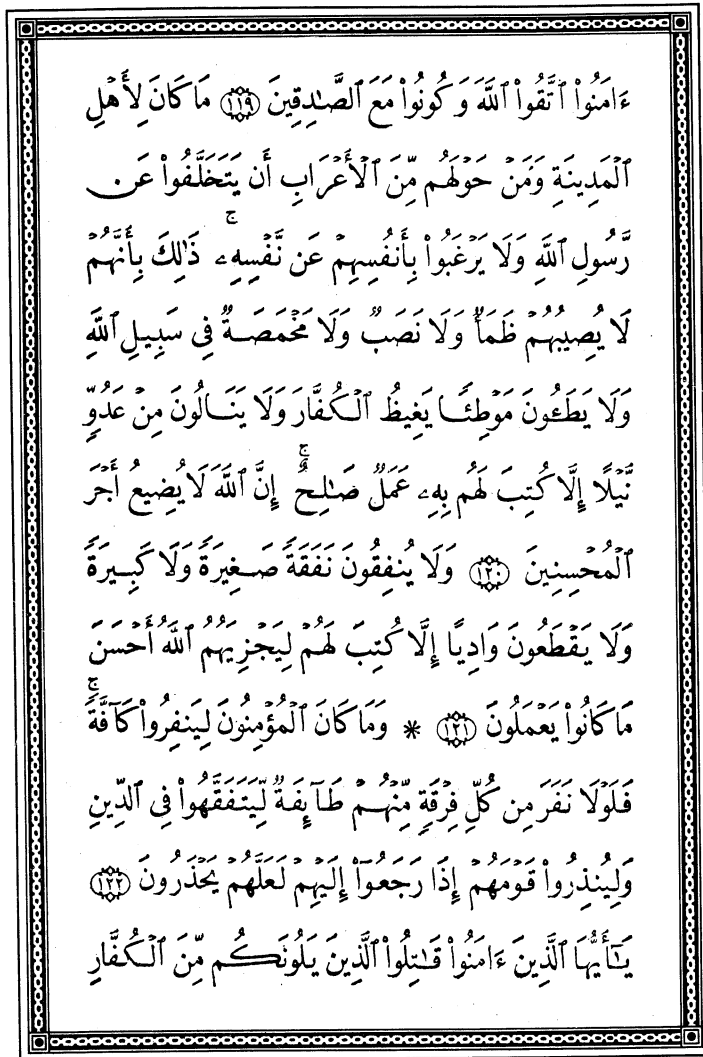 ءَامَنُوا۟ ٱتَّقُوا۟ ٱللَّهَ وَكُونُوا۟ مَعَ ٱلصَّـٰدِقِينَ ﴿١١٩﴾ مَا كَانَ لِأَهْلِ
ٱلْمَدِينَةِ وَمَنْ حَوْلَهُم مِّنَ ٱلْأَعْرَابِ أَن يَتَخَلَّفُوا۟ عَن
رَّسُولِ ٱللَّهِ وَلَا يَرْغَبُوا۟ بِأَنفُسِهِمْ عَن نَّفْسِهِۦ ۚ ذَٰلِكَ بِأَنَّهُمْ
لَا يُصِيبُهُمْ ظَمَأٌ وَلَا نَصَبٌ وَلَا مَخْمَصَةٌ فِى سَبِيلِ ٱللَّهِ
وَلَا يَطَـُٔونَ مَوْطِئًا يَغِيظُ ٱلْكُفَّارَ وَلَا يَنَالُونَ مِنْ عَدُوٍّ
نَّيْلًا إِلَّا كُتِبَ لَهُم بِهِۦ عَمَلٌ صَـٰلِحٌ ۚ إِنَّ ٱللَّهَ لَا يُضِيعُ أَجْرَ
ٱلْمُحْسِنِينَ ﴿١٢٠﴾ وَلَا يُنفِقُونَ نَفَقَةً صَغِيرَةً وَلَا كَبِيرَةً
وَلَا يَقْطَعُونَ وَادِيًا إِلَّا كُتِبَ لَهُمْ لِيَجْزِيَهُمُ ٱللَّهُ أَحْسَنَ
مَا كَانُوا۟ يَعْمَلُونَ ﴿١٢١﴾ * وَمَا كَانَ ٱلْمُؤْمِنُونَ لِيَنفِرُوا۟ كَآفَّةً ۚ
فَلَوْلَا نَفَرَ مِن كُلِّ فِرْقَةٍ مِّنْهُمْ طَآئِفَةٌ لِّيَتَفَقَّهُوا۟ فِى ٱلدِّينِ
وَلِيُنذِرُوا۟ قَوْمَهُمْ إِذَا رَجَعُوٓا۟ إِلَيْهِمْ لَعَلَّهُمْ يَحْذَرُونَ ﴿١٢٢﴾
يَـٰٓأَيُّهَا ٱلَّذِينَ ءَامَنُوا۟ قَـٰتِلُوا۟ ٱلَّذِينَ يَلُونَكُم مِّنَ ٱلْكُفَّارِ